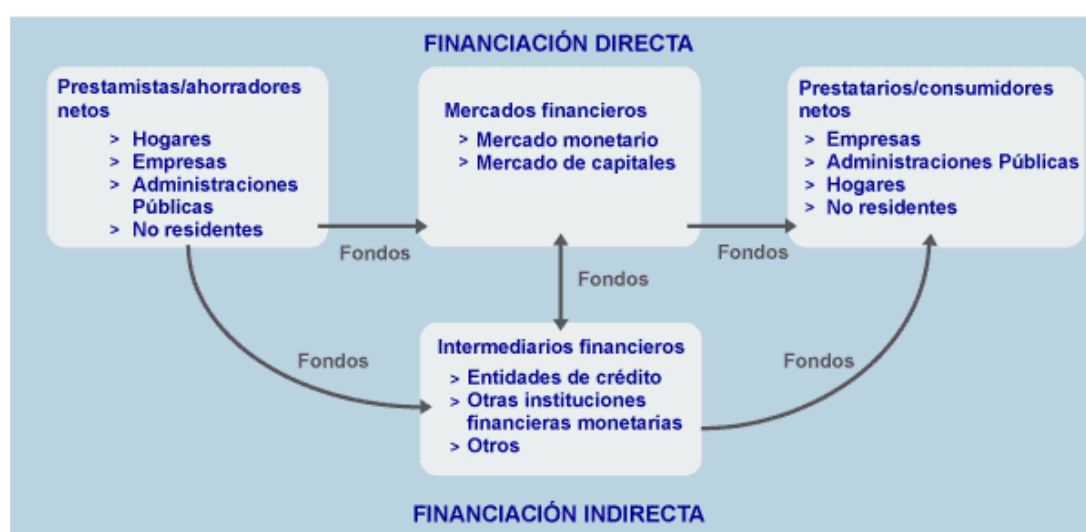 FINANCIACIÓN DIRECTA
Prestamistas/ahorradores
netos
> Hogares
> Empresas
> Administraciones
Públicas
> No residentes
Mercados financieros
> Mercado monetario
> Mercado de capitales
Prestatarios/consumidores
netos
> Empresas
> Administraciones Públicas
> Hogares
> No residentes
Fondos
Fondos
Fondos
Fondos
Fondos
Intermediarios financieros
> Entidades de crédito
> Otras instituciones
financieras monetarias
> Otros
FINANCIACIÓN INDIRECTA